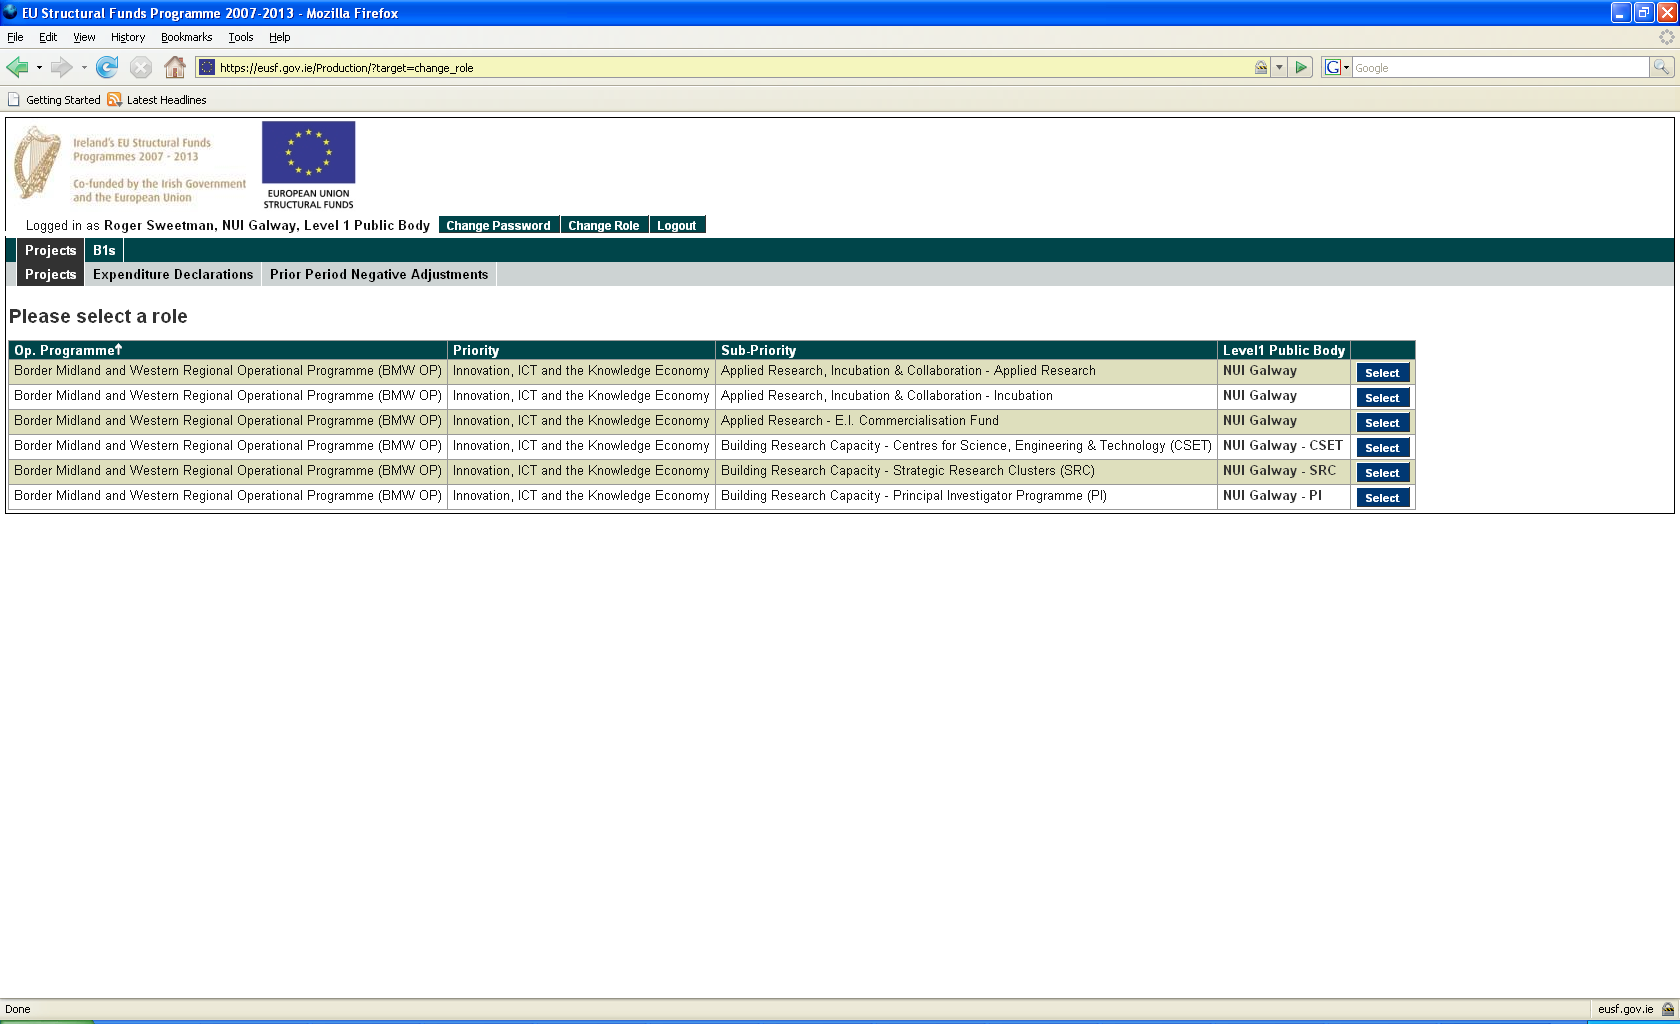 EU Structural Funds Programme 2007-2013 - Mozilla Firefox
File Edit View History Bookmarks Tools Help
https://eusf.gov.ie/Production/?target=change_role
G Google
Getting Started Latest Headlines
Ireland's EU Structural Funds
Programmes 2007 - 2013
Co-funded by the Irish Government
and the European Union
EUROPEAN UNION
STRUCTURAL FUNDS
Logged in as Roger Sweetman, NUI Galway, Level 1 Public Body Change Password Change Role Logout
Projects B1s
Projects Expenditure Declarations Prior Period Negative Adjustments
Please select a role
Op. Programme Priority Sub-Priority Level1 Public Body
Border Midland and Western Regional Operational Programme (BMW OP) Innovation, ICT and the Knowledge Economy Applied Research, Incubation & Collaboration - Applied Research NUI Galway Select
Border Midland and Western Regional Operational Programme (BMW OP) Innovation, ICT and the Knowledge Economy Applied Research, Incubation & Collaboration - Incubation NUI Galway Select
Border Midland and Western Regional Operational Programme (BMW OP) Innovation, ICT and the Knowledge Economy Applied Research - E.I. Commercialisation Fund NUI Galway Select
Border Midland and Western Regional Operational Programme (BMW OP) Innovation, ICT and the Knowledge Economy Building Research Capacity - Centres for Science, Engineering & Technology (CSET) NUI Galway - CSET Select
Border Midland and Western Regional Operational Programme (BMW OP) Innovation, ICT and the Knowledge Economy Building Research Capacity - Strategic Research Clusters (SRC) NUI Galway - SRC Select
Border Midland and Western Regional Operational Programme (BMW OP) Innovation, ICT and the Knowledge Economy Building Research Capacity - Principal Investigator Programme (PI) NUI Galway - PI Select
Done eusf.gov.ie